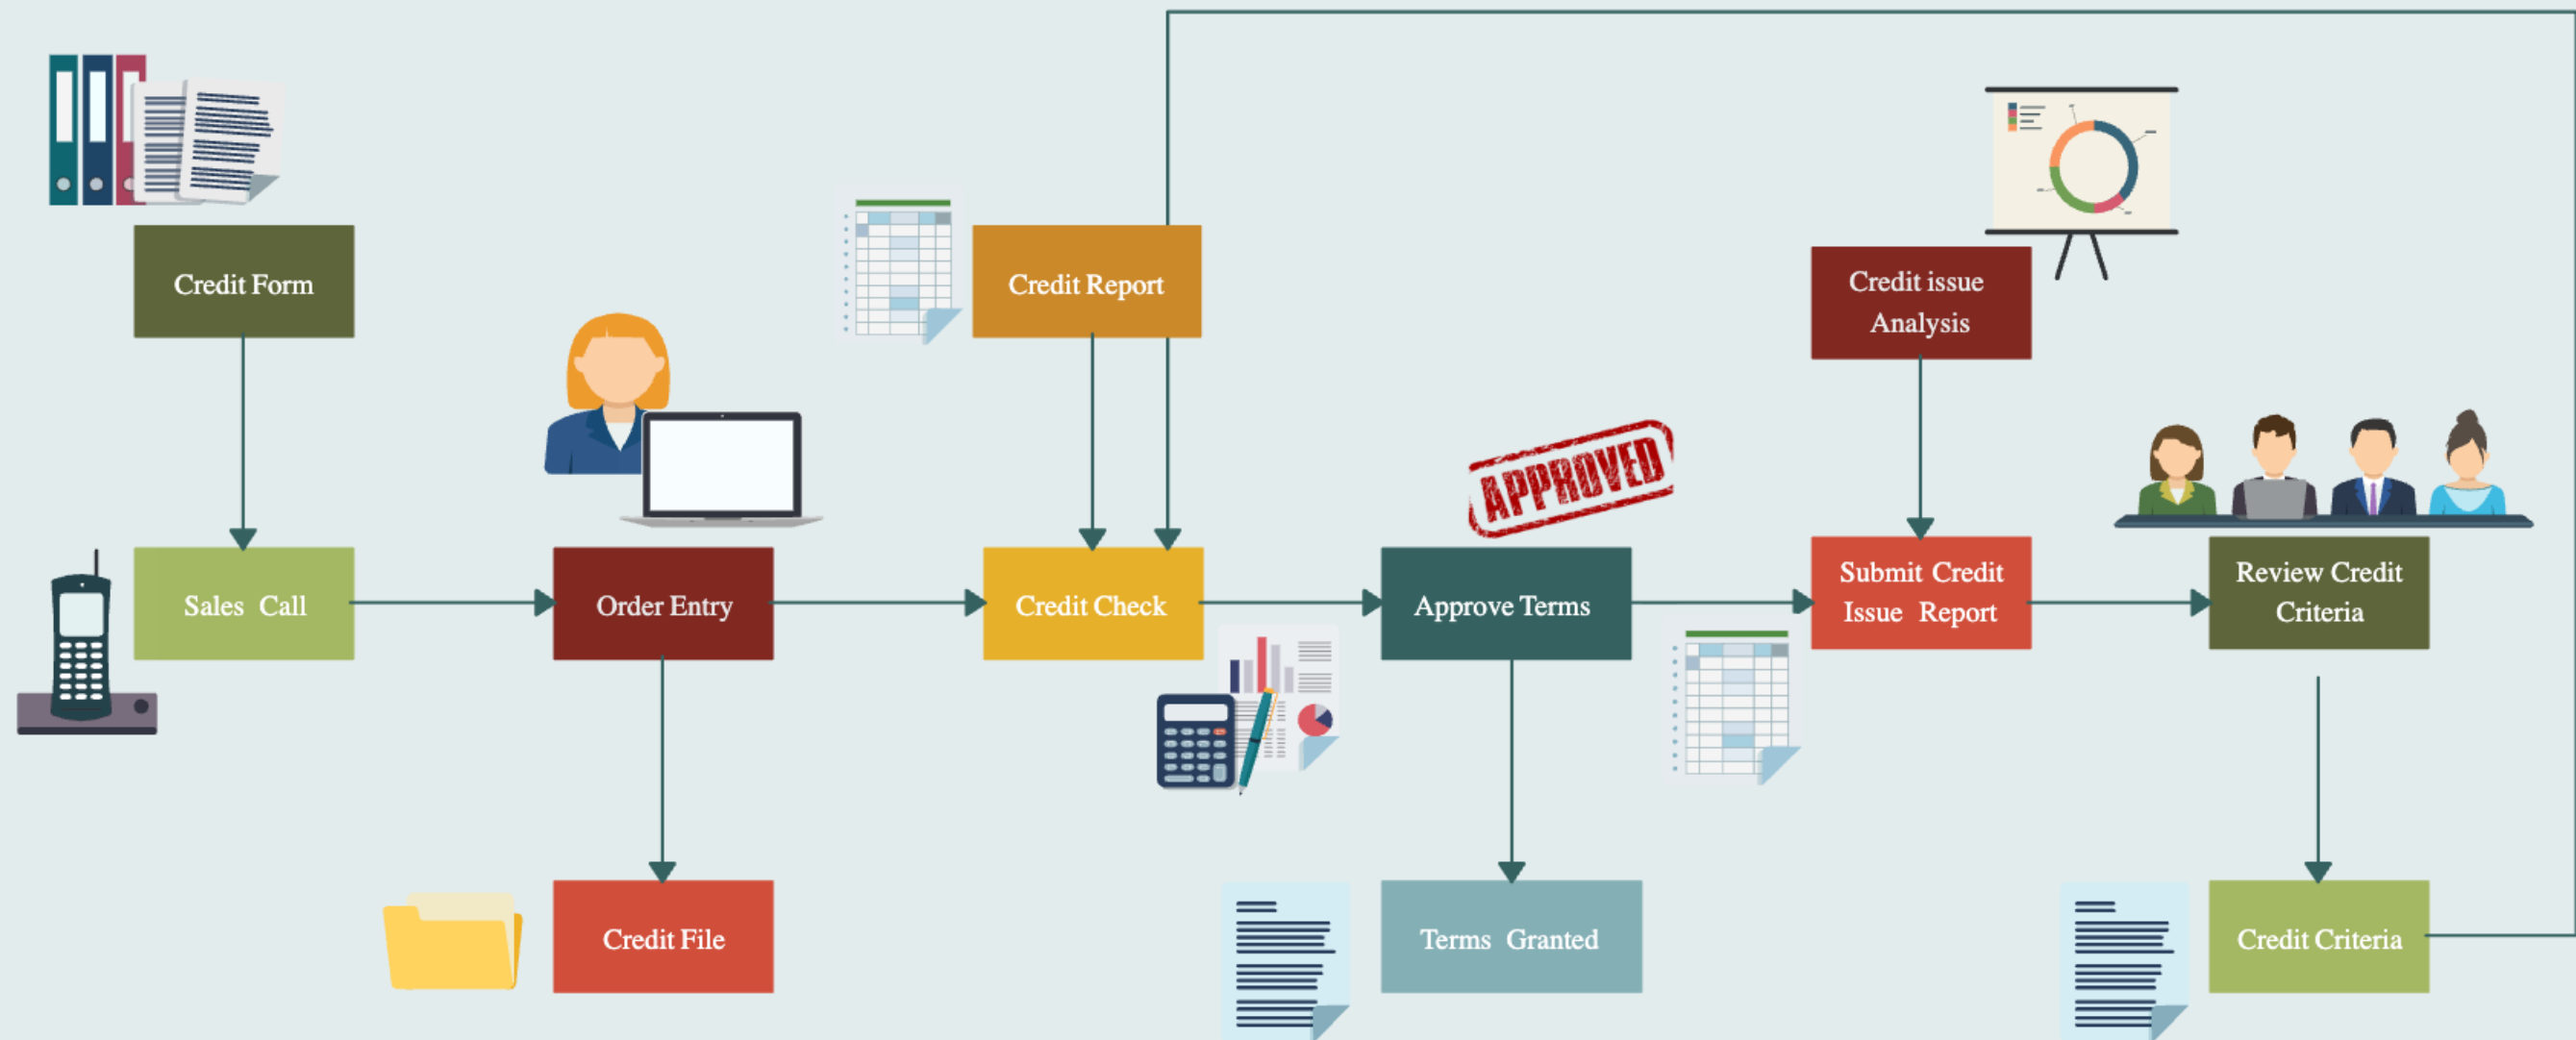 Credit Form
Credit Report
Credit issue
Analysis
APPROVED
Sales Call
Order Entry
Credit Check
Approve Terms
Submit Credit
Issue Report
Review Credit
Criteria
Credit File
Terms Granted
Credit Criteria